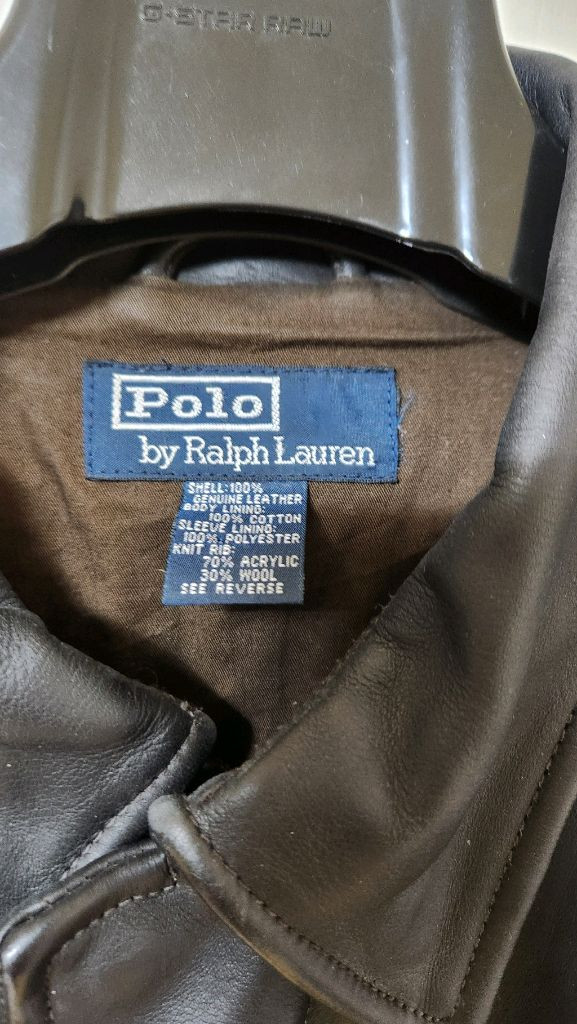 G-STAR RAW
Polo
by Ralph Lauren
SHELL:100%
GENUINE LEATHER
BODY LINING:
100% COTTON
SLEEVE LINING:
100% POLYESTER
KNIT RIB:
70% ACRYLIC
30% WOOL
SEE REVERSE